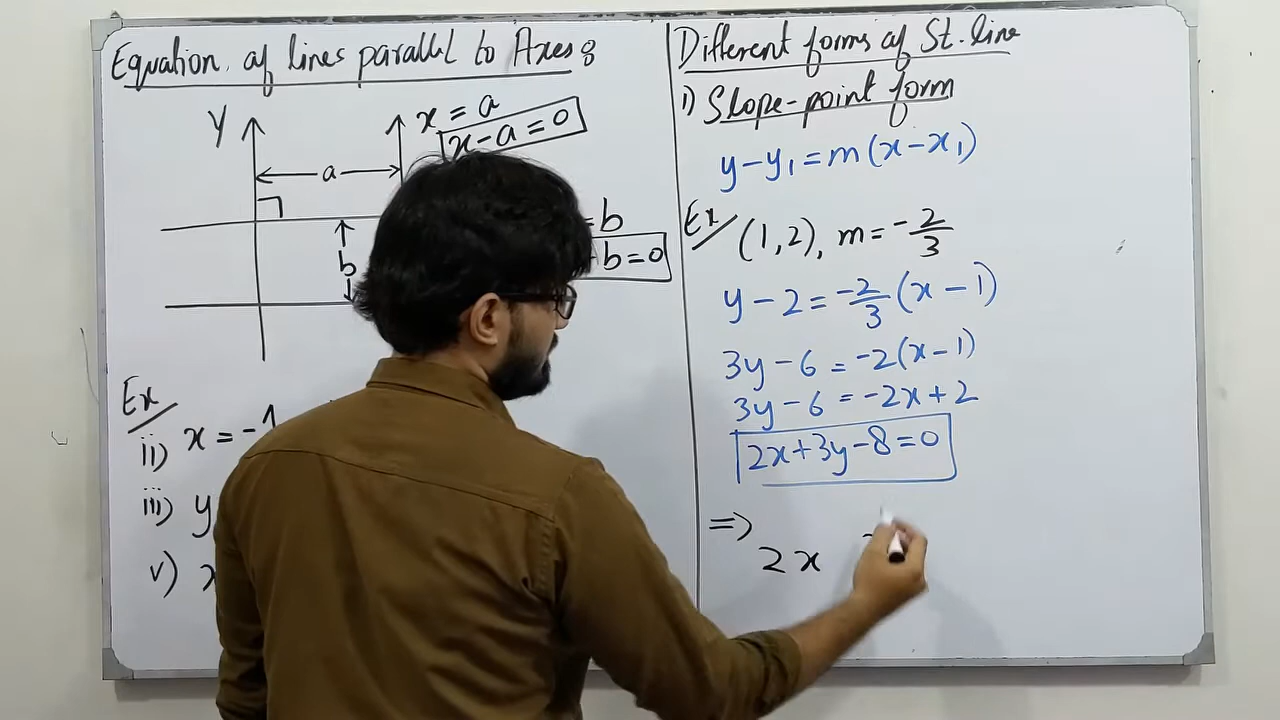 Equation of lines parallel to Axes:
Y
x = a
x-a=0
a
=b
b=0
b
Ex
ii) x = -1
iii) y
v) x
Different forms of St. line
i) Slope-point form
y-y₁=m(x-x₁)
Ex (1,2), m=-2/3
y-2=-2/3(x-1)
3y-6=-2(x-1)
3y-6=-2x+2
2x+3y-8=0
=>
2x